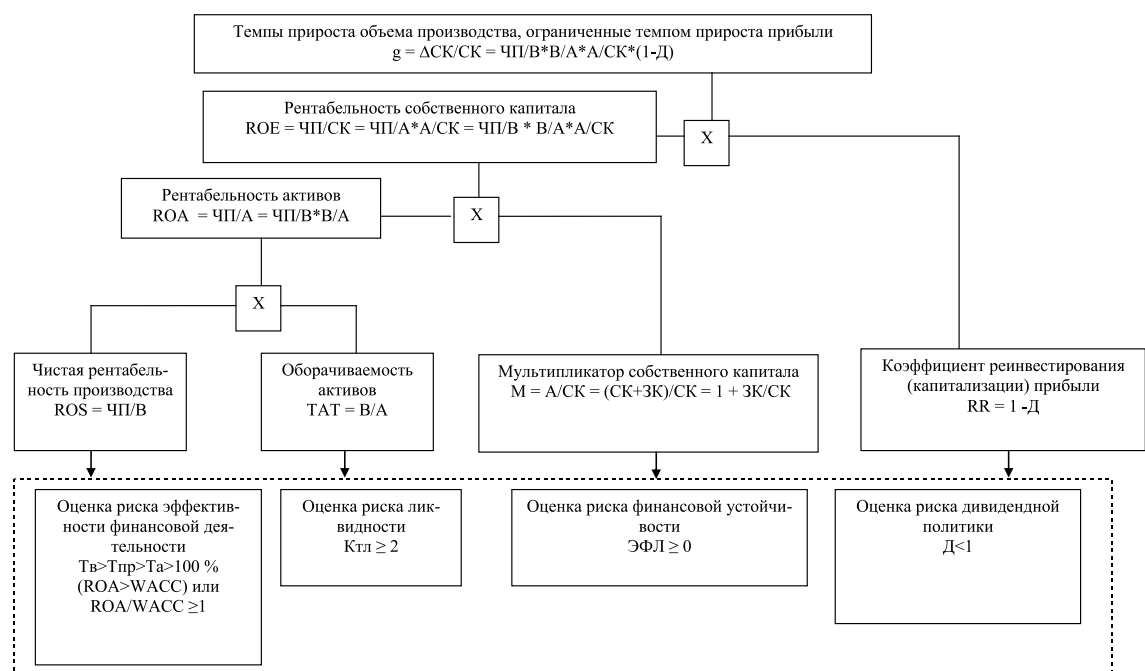 Темпы прироста объема производства, ограниченные темпом прироста прибыли
g = ΔСК/СК = ЧП/В*В/А*А/СК*(1-Д)
Рентабельность собственного капитала
ROE = ЧП/СК = ЧП/А*А/СК = ЧП/В * В/А*А/СК
X
Рентабельность активов
ROA = ЧП/А = ЧП/В*В/А
X
X
Чистая рентабель-
ность производства
ROS = ЧП/В
Оборачиваемость
активов
ТАТ = В/А
Мультипликатор собственного капитала
М = А/СК = (СК+ЗК)/СК = 1 + ЗК/СК
Коэффициент реинвестирования
(капитализации) прибыли
RR = 1 -Д
Оценка риска эффектив-
ности финансовой дея-
тельности
Тв>Тпр>Та>100 %
(ROA>WACC) или
ROA/WACC ≥1
Оценка риска лик-
видности
Ктл ≥ 2
Оценка риска финансовой устойчи-
вости
ЭФЛ ≥ 0
Оценка риска дивидендной
политики
Д<1